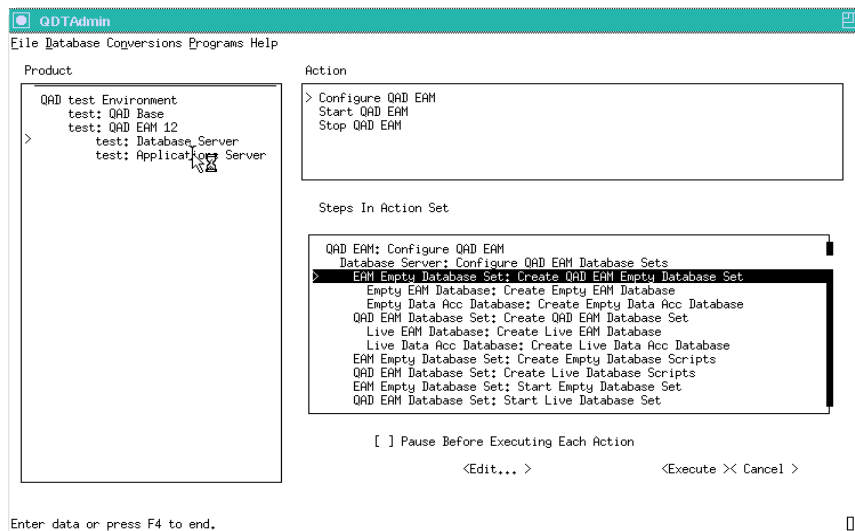 QDTAdmin
File Database Conversions Programs Help
Product
QAD test Environment
test: QAD Base
test: QAD EAM 12
> test: Database Server
test: Applications Server
Action
> Configure QAD EAM
Start QAD EAM
Stop QAD EAM
Steps In Action Set
QAD EAM: Configure QAD EAM
Database Server: Configure QAD EAM Database Sets
> EAM Empty Database Set: Create QAD EAM Empty Database Set
Empty EAM Database: Create Empty EAM Database
Empty Data Acc Database: Create Empty Data Acc Database
QAD EAM Database Set: Create QAD EAM Database Set
Live EAM Database: Create Live EAM Database
Live Data Acc Database: Create Live Data Acc Database
EAM Empty Database Set: Create Empty Database Scripts
QAD EAM Database Set: Create Live Database Scripts
EAM Empty Database Set: Start Empty Database Set
QAD EAM Database Set: Start Live Database Set
[ ] Pause Before Executing Each Action
<Edit... > <Execute >< Cancel >
Enter data or press F4 to end.